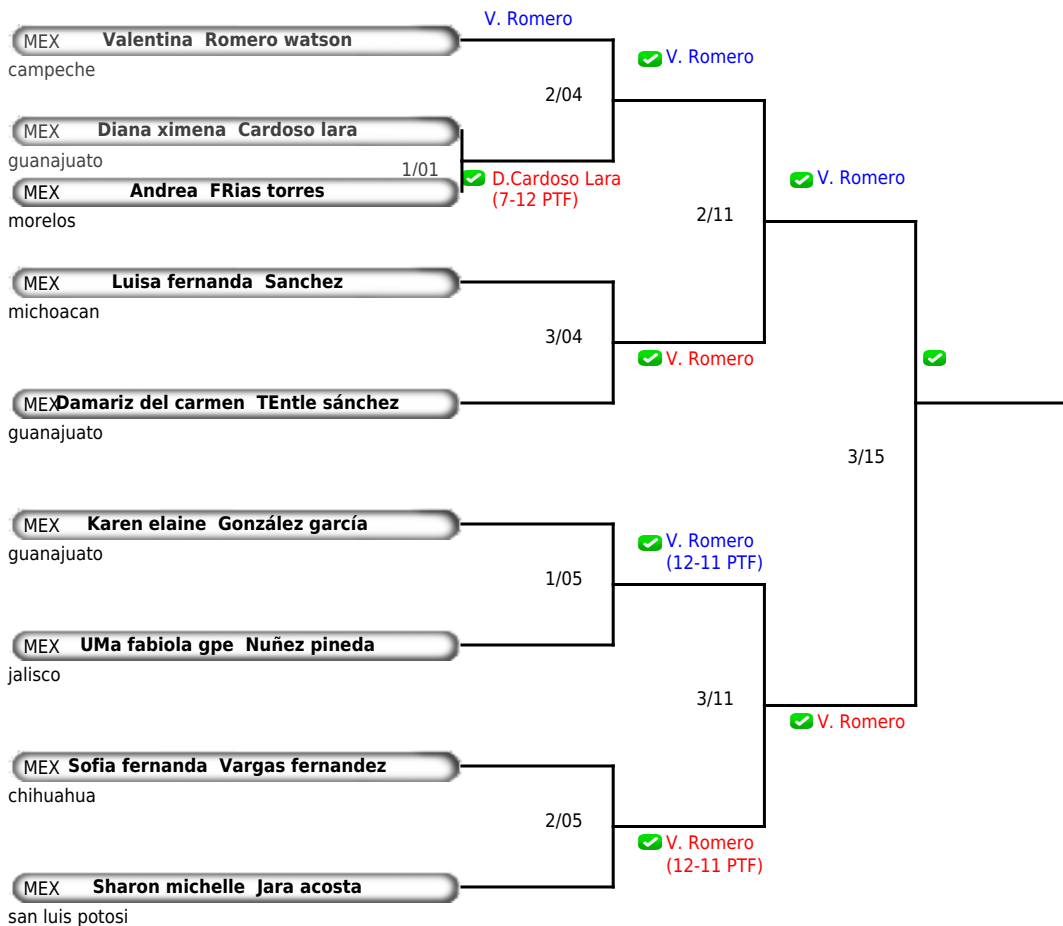 V. Romero
MEX Valentina Romero watson
campeche
V. Romero
2/04
MEX Diana ximena Cardoso lara
guanajuato
1/01
D.Cardoso Lara
(7-12 PTF)
MEX Andrea FRias torres
morelos
V. Romero
2/11
MEX Luisa fernanda Sanchez
michoacan
3/04
V. Romero
MEX Damariz del carmen TEntle sánchez
guanajuato
3/15
MEX Karen elaine González garcía
guanajuato
V. Romero
(12-11 PTF)
1/05
MEX UMa fabiola gpe Nuñez pineda
jalisco
3/11
V. Romero
MEX Sofia fernanda Vargas fernandez
chihuahua
2/05
V. Romero
(12-11 PTF)
MEX Sharon michelle Jara acosta
san luis potosi